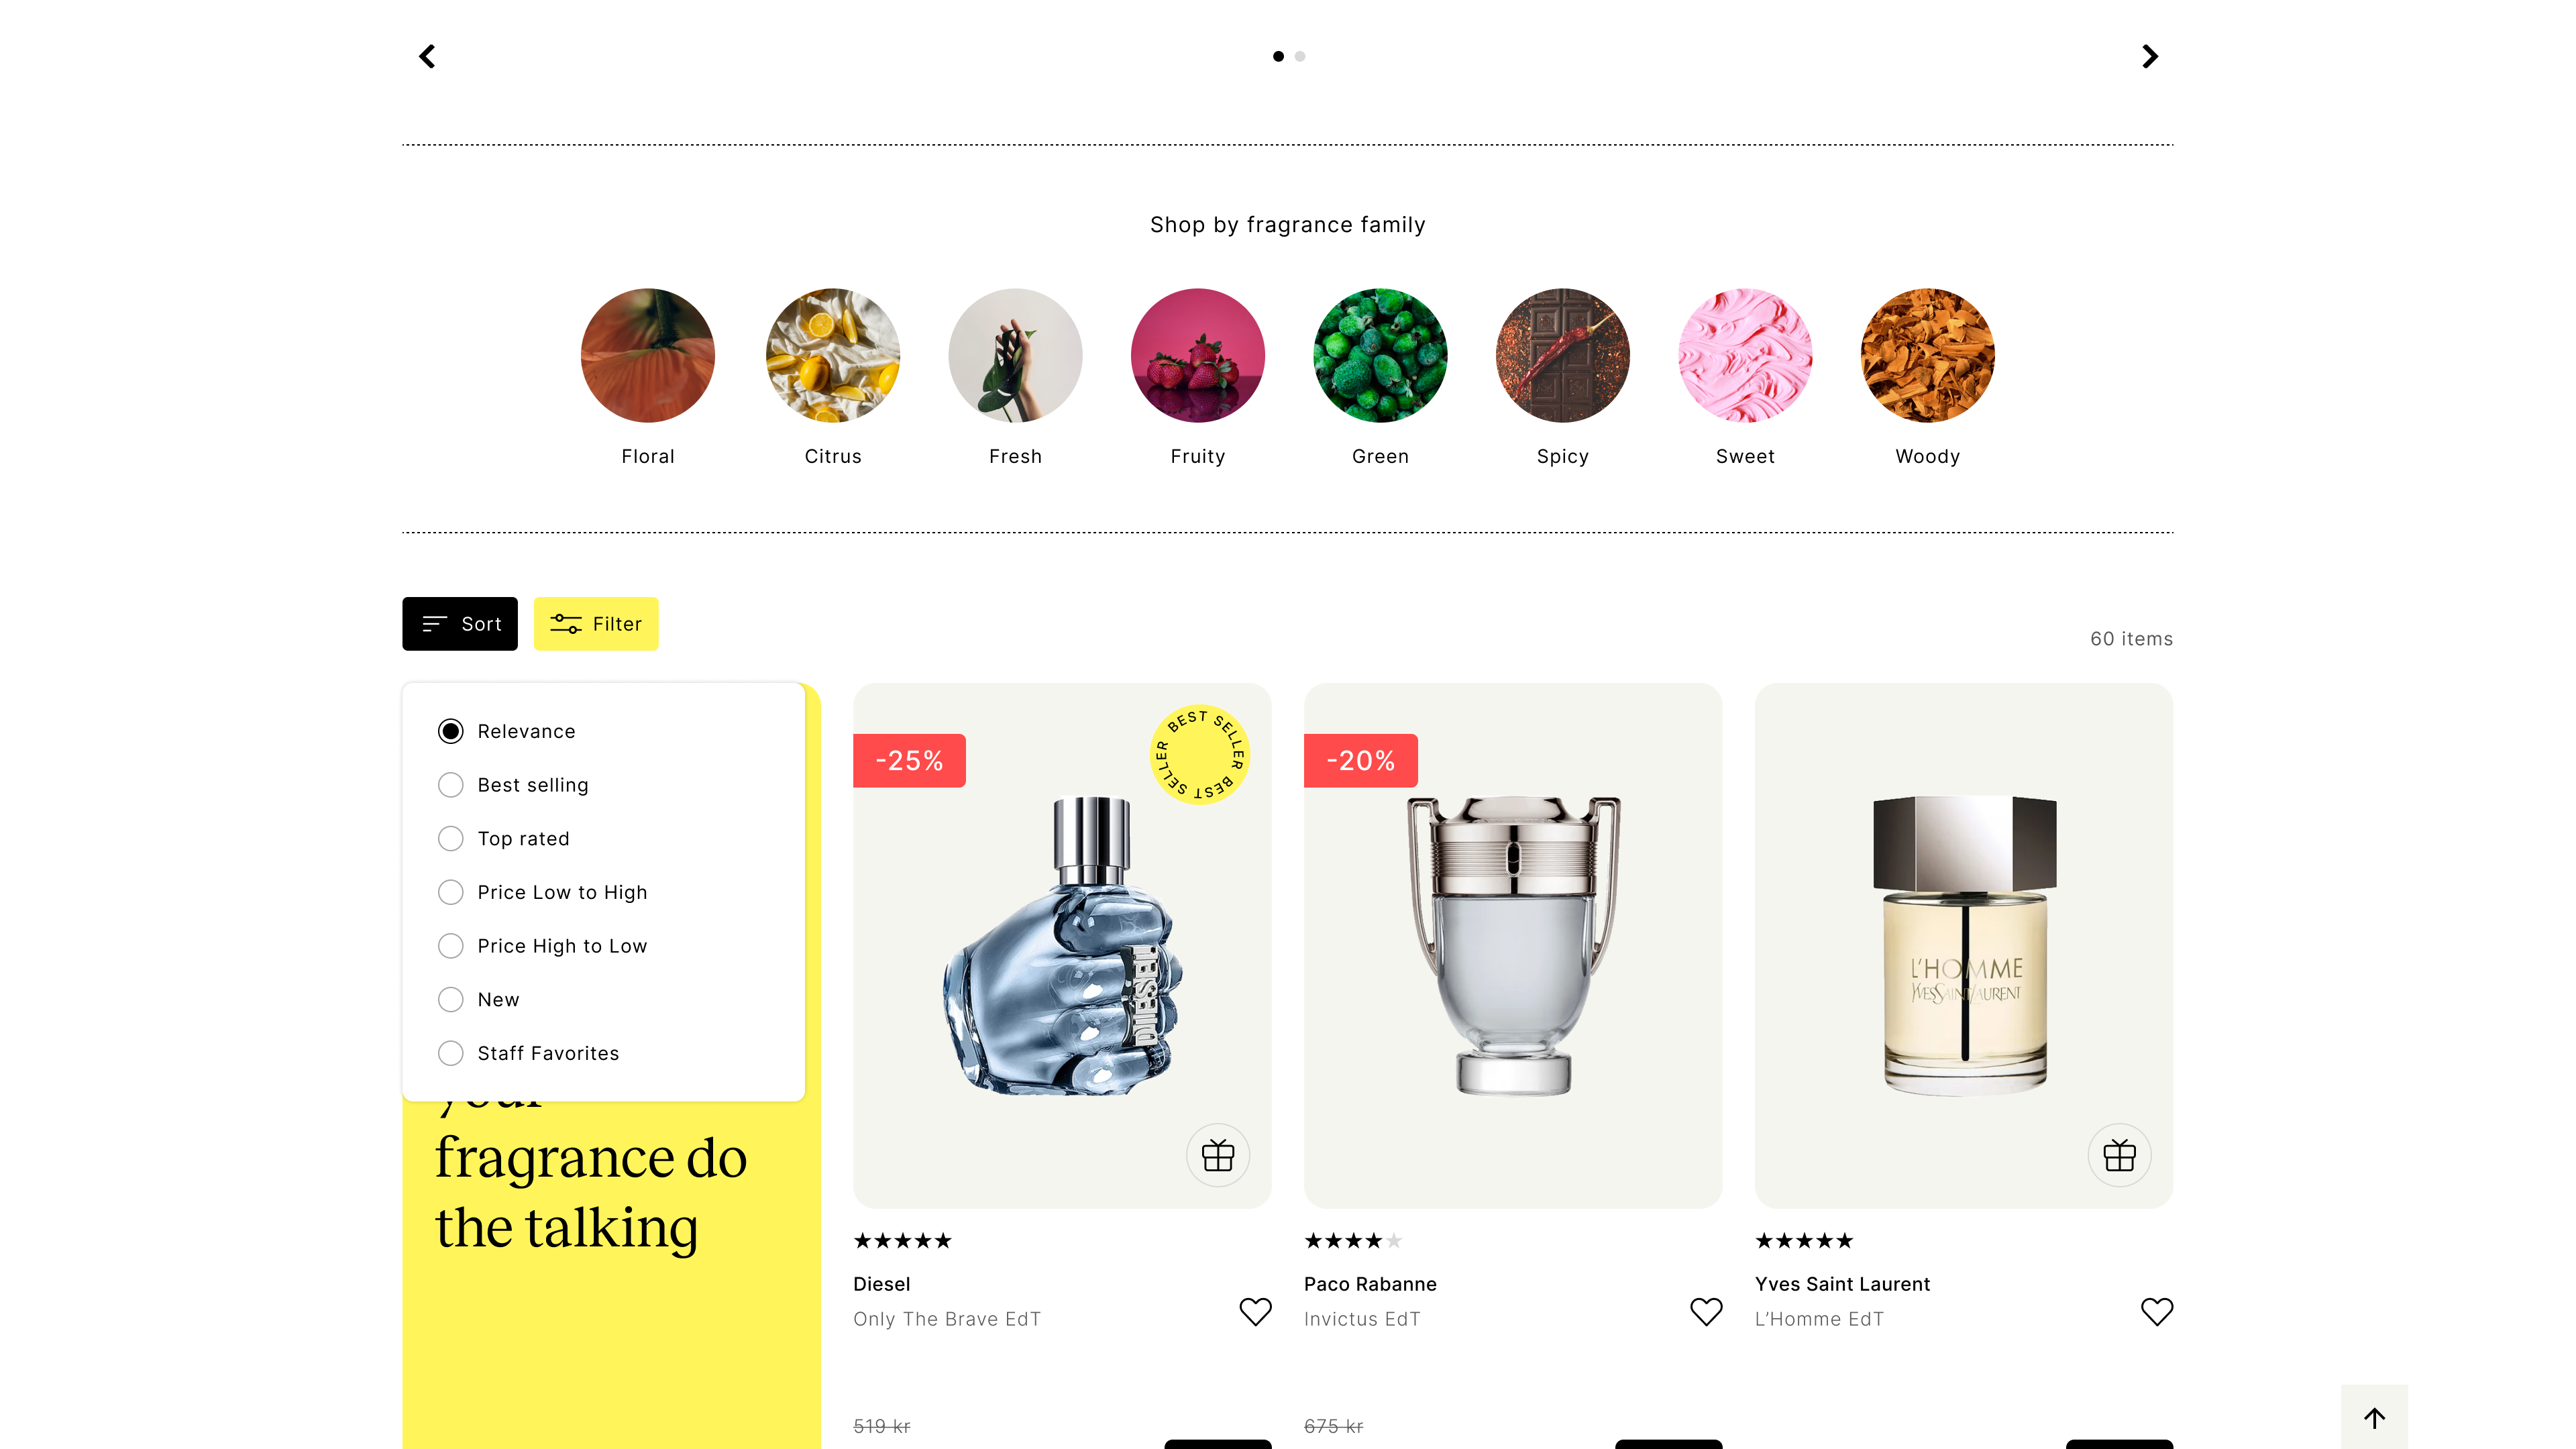 Shop by fragrance family
Floral
Citrus
Fresh
Fruity
Green
Spicy
Sweet
Woody
Sort
Filter
60 items
Relevance
Best selling
Top rated
Price Low to High
Price High to Low
New
Staff Favorites
your
fragrance do
the talking
-25%
BEST SELLER BEST SELLER
DIESEL
Diesel
Only The Brave EdT
519 kr
-20%
Paco Rabanne
Invictus EdT
675 kr
L'HOMME
YVESSAINTLAURENT
Yves Saint Laurent
L’Homme EdT